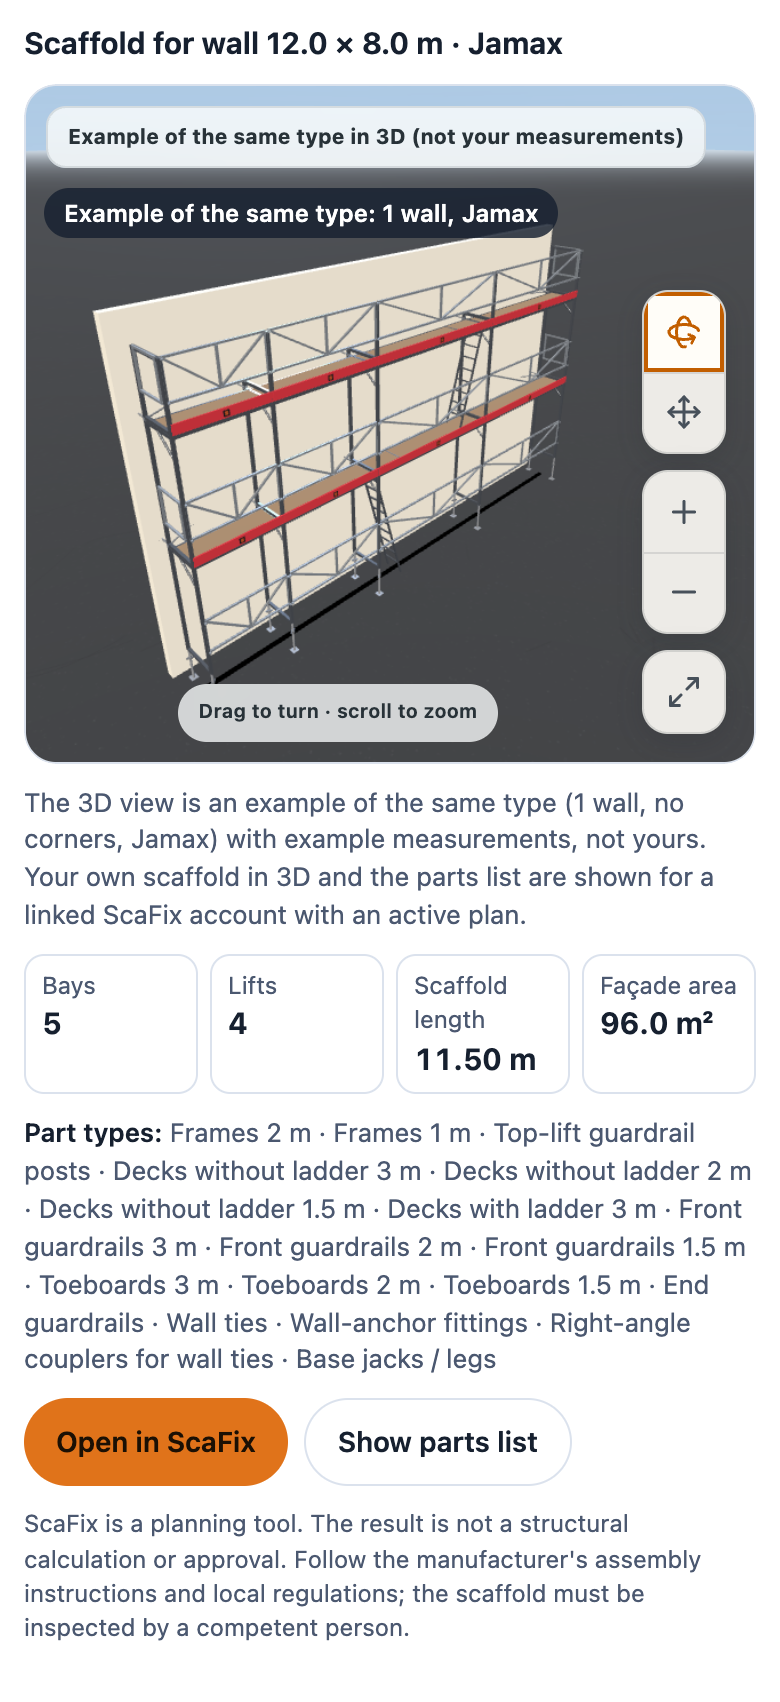 Scaffold for wall 12.0 × 8.0 m · Jamax
Example of the same type in 3D (not your measurements)
Example of the same type: 1 wall, Jamax
Drag to turn · scroll to zoom
The 3D view is an example of the same type (1 wall, no
corners, Jamax) with example measurements, not yours.
Your own scaffold in 3D and the parts list are shown for a
linked ScaFix account with an active plan.
Bays
5
Lifts
4
Scaffold
length
11.50 m
Façade area
96.0 m²
Part types: Frames 2 m · Frames 1 m · Top-lift guardrail
posts · Decks without ladder 3 m · Decks without ladder 2 m
· Decks without ladder 1.5 m · Decks with ladder 3 m · Front
guardrails 3 m · Front guardrails 2 m · Front guardrails 1.5 m
· Toeboards 3 m · Toeboards 2 m · Toeboards 1.5 m · End
guardrails · Wall ties · Wall-anchor fittings · Right-angle
couplers for wall ties · Base jacks / legs
Open in ScaFix
Show parts list
ScaFix is a planning tool. The result is not a structural
calculation or approval. Follow the manufacturer's assembly
instructions and local regulations; the scaffold must be
inspected by a competent person.